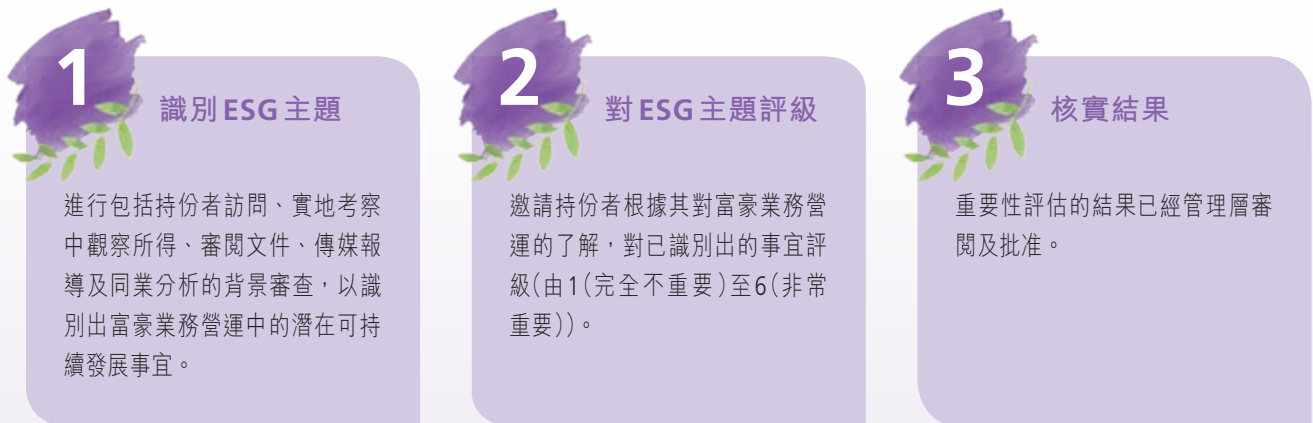 1
識別ESG主題
進行包括持份者訪問、實地考察
中觀察所得、審閱文件、傳媒報
導及同業分析的背景審查，以識
別出富豪業務營運中的潛在可持
續發展事宜。
2
對ESG主題評級
邀請持份者根據其對富豪業務營
運的了解，對已識別出的事宜評
級（由1（完全不重要）至6（非常
重要））。
3
核實結果
重要性評估的結果已經管理層審
閱及批准。